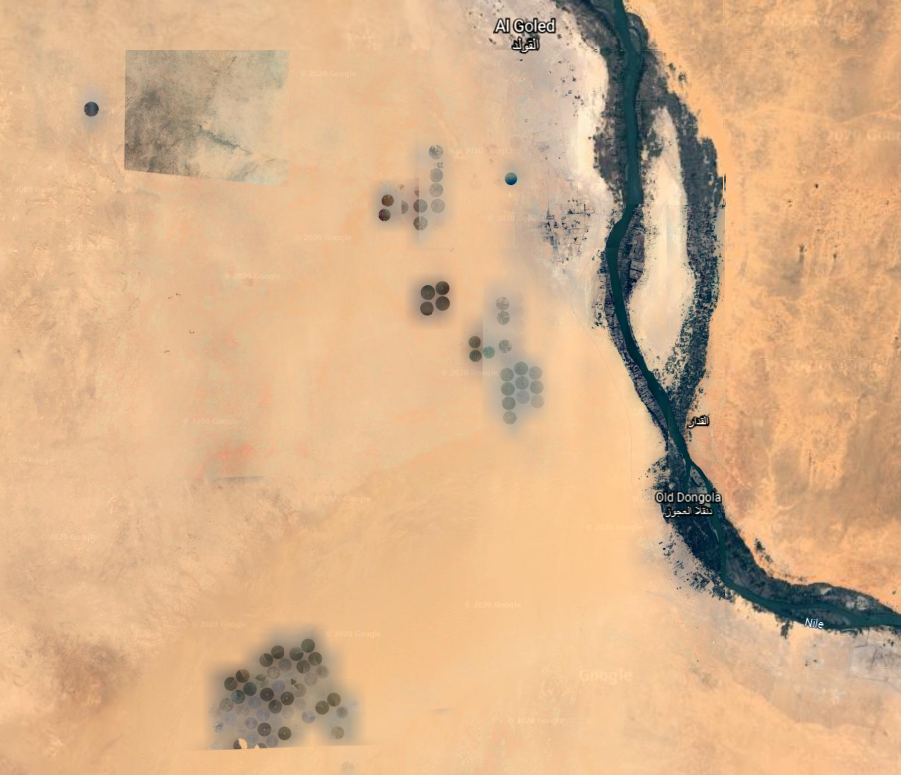 Al Goled
القولد
القدار
Old Dongola
دنقلا العجوز
Nile
Google